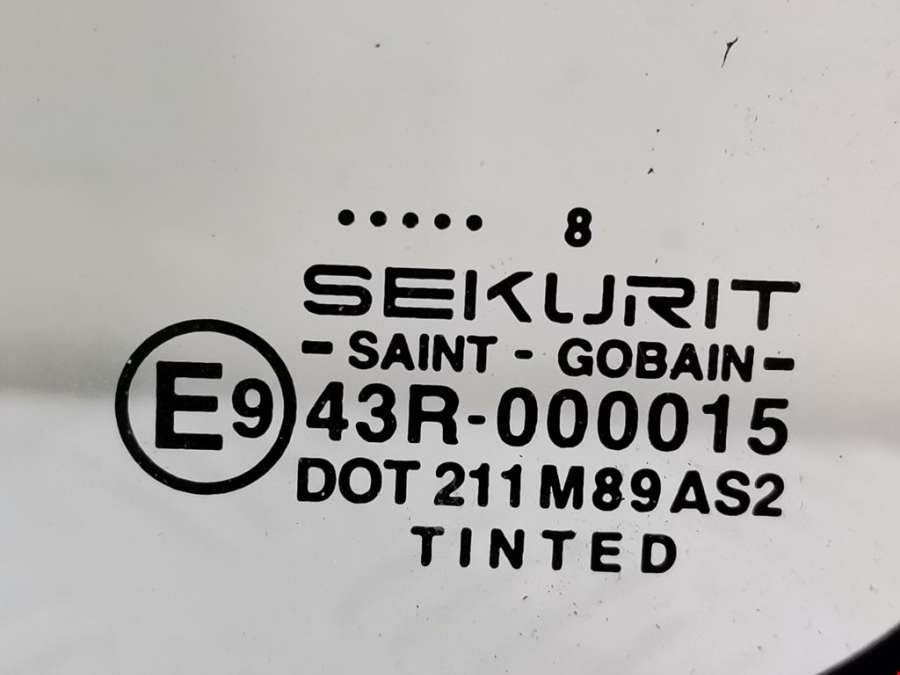 ••••• 8
SEKURIT
- SAINT - GOBAIN -
E9 43R-000015
DOT 211 M89 AS2
TINTED